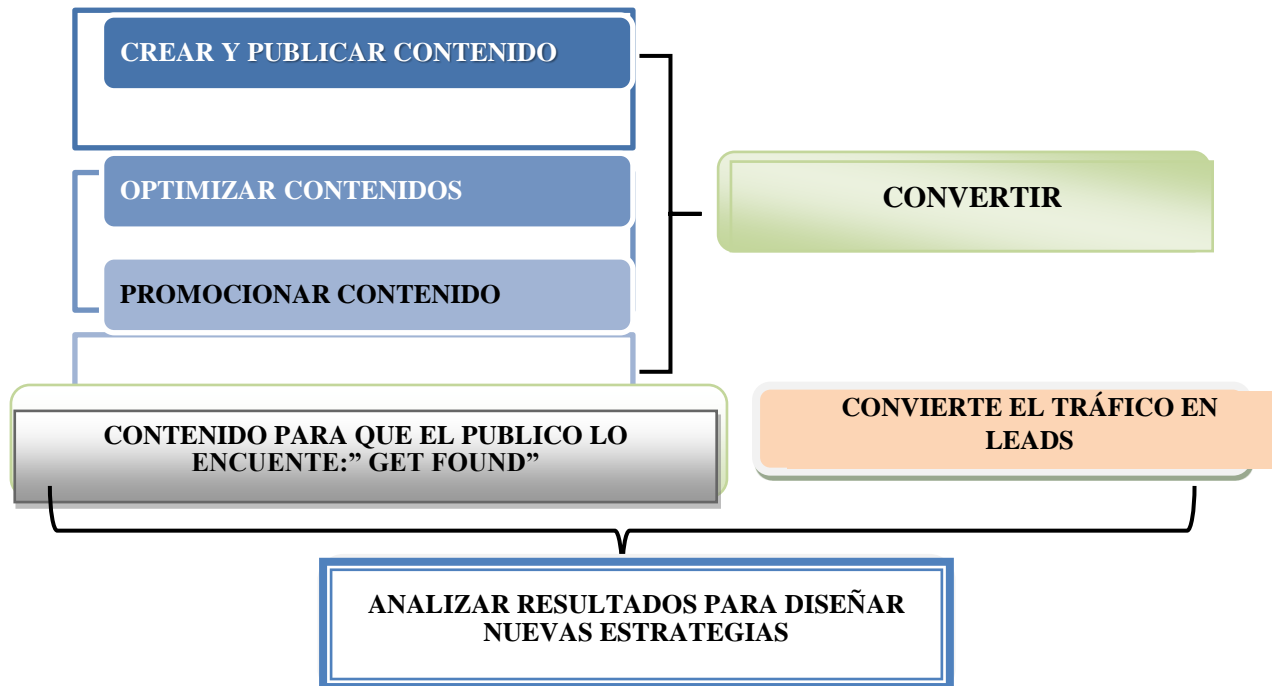 CREAR Y PUBLICAR CONTENIDO
OPTIMIZAR CONTENIDOS
PROMOCIONAR CONTENIDO
CONVERTIR
CONTENIDO PARA QUE EL PUBLICO LO
ENCUENTE:” GET FOUND”
CONVIERTE EL TRÁFICO EN
LEADS
ANALIZAR RESULTADOS PARA DISEÑAR
NUEVAS ESTRATEGIAS